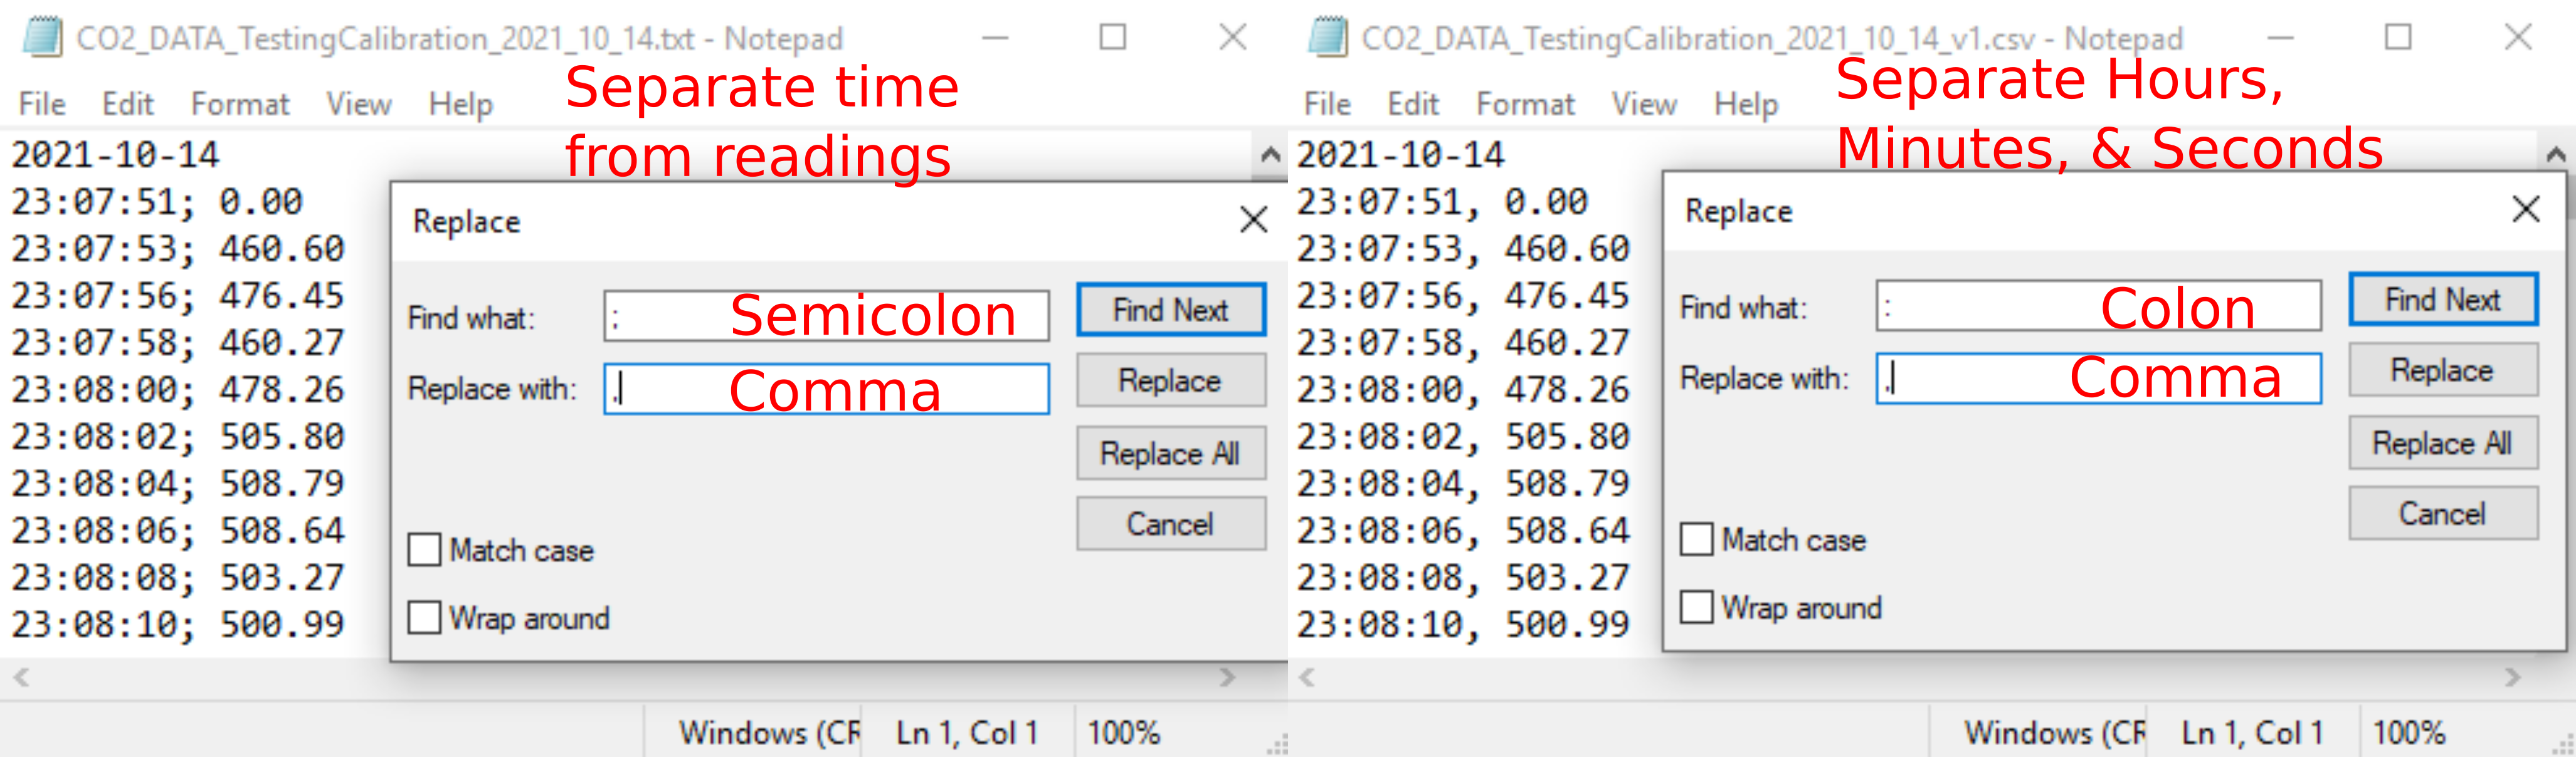 CO2_DATA_TestingCalibration_2021_10_14.txt - Notepad
File Edit Format View Help
Separate time
from readings
2021-10-14
23:07:51; 0.00
23:07:53; 460.60
23:07:56; 476.45
23:07:58; 460.27
23:08:00; 478.26
23:08:02; 505.80
23:08:04; 508.79
23:08:06; 508.64
23:08:08; 503.27
23:08:10; 500.99
Replace
Find what: ; Semicolon
Replace with: , Comma
Find Next
Replace
Replace All
Cancel
Match case
Wrap around
Windows (CR
Ln 1, Col 1
100%
CO2_DATA_TestingCalibration_2021_10_14_v1.csv - Notepad
File Edit Format View Help
Separate Hours,
Minutes, & Seconds
2021-10-14
23:07:51, 0.00
23:07:53, 460.60
23:07:56, 476.45
23:07:58, 460.27
23:08:00, 478.26
23:08:02, 505.80
23:08:04, 508.79
23:08:06, 508.64
23:08:08, 503.27
23:08:10, 500.99
Replace
Find what: : Colon
Replace with: , Comma
Find Next
Replace
Replace All
Cancel
Match case
Wrap around
Windows (CR
Ln 1, Col 1
100%